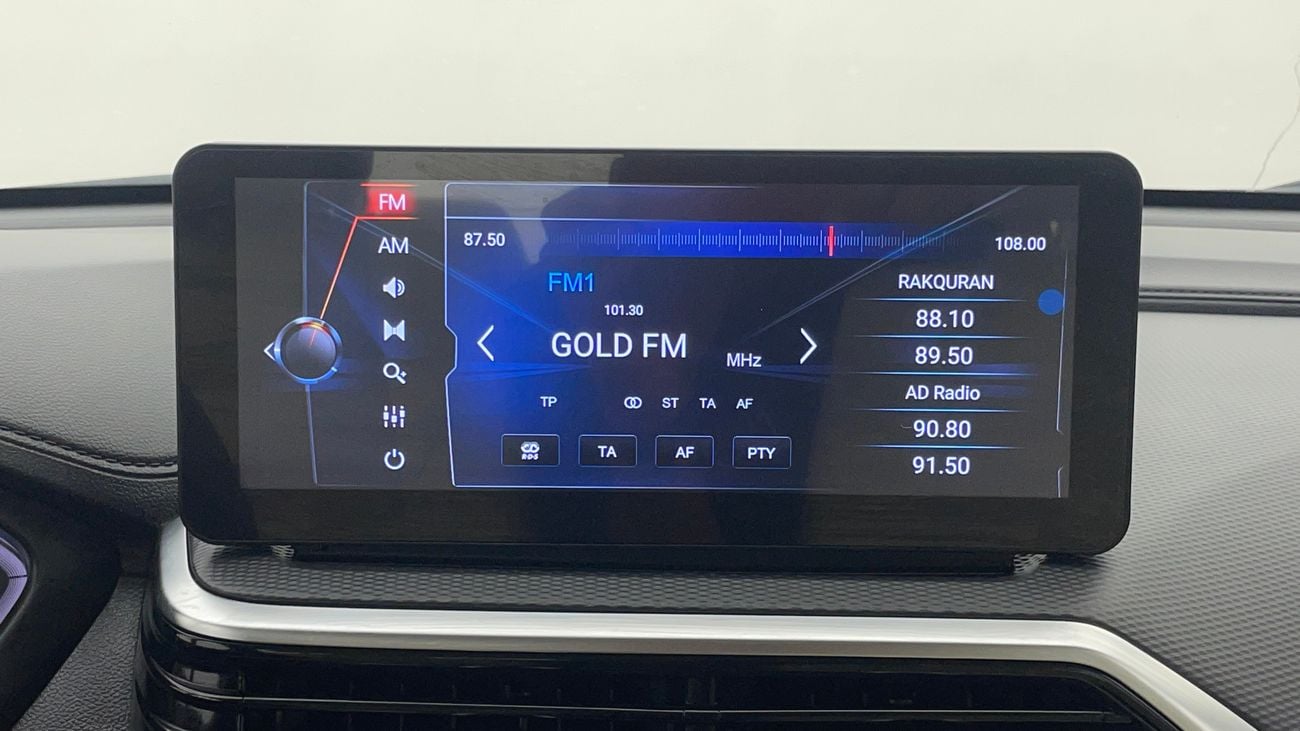 FM
AM
87.50
108.00
FM1
101.30
GOLD FM
MHz
TP
ST
TA
AF
RDS
TA
AF
PTY
RAKQURAN
88.10
89.50
AD Radio
90.80
91.50